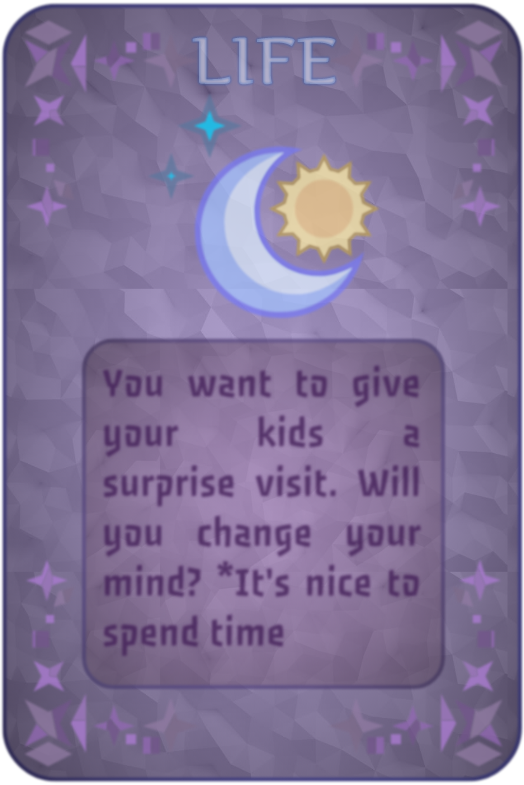 LIFE
You want to give
your kids a
surprise visit. Will
you change your
mind? *It's nice to
spend time